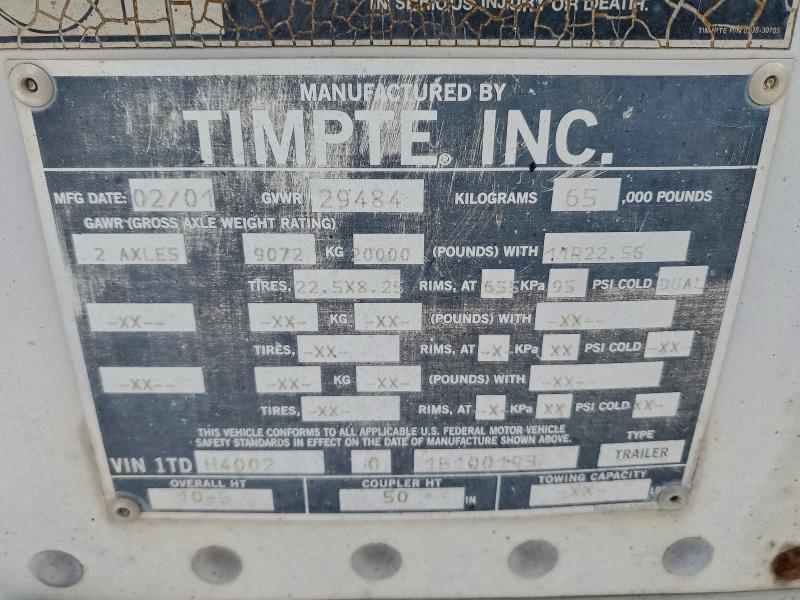 IN SERIOUS INJURY OR DEATH.
MANUFACTURED BY
TIMPTE® INC.
MFG DATE: 02/01 GVWR 29484 KILOGRAMS 65 ,000 POUNDS
GAWR (GROSS AXLE WEIGHT RATING)
2 AXLES 9072 KG 20000 (POUNDS) WITH 11R22.5G
TIRES, 22.5X8.25 RIMS, AT 655 KPa 95 PSI COLD DUAL
-XX-- -XX- KG -XX- (POUNDS) WITH -XX--
TIRES, -XX- RIMS, AT -X- KPa XX PSI COLD -XX
-XX-- -XX- KG -XX- (POUNDS) WITH -XX--
TIRES, -XX- RIMS, AT -X- KPa XX PSI COLD XX-
THIS VEHICLE CONFORMS TO ALL APPLICABLE U.S. FEDERAL MOTOR VEHICLE
SAFETY STANDARDS IN EFFECT ON THE DATE OF MANUFACTURE SHOWN ABOVE.
TYPE
VIN 1TD H4002 0 1B100193 TRAILER
OVERALL HT COUPLER HT TOWING CAPACITY
10-5 50 IN -XX-